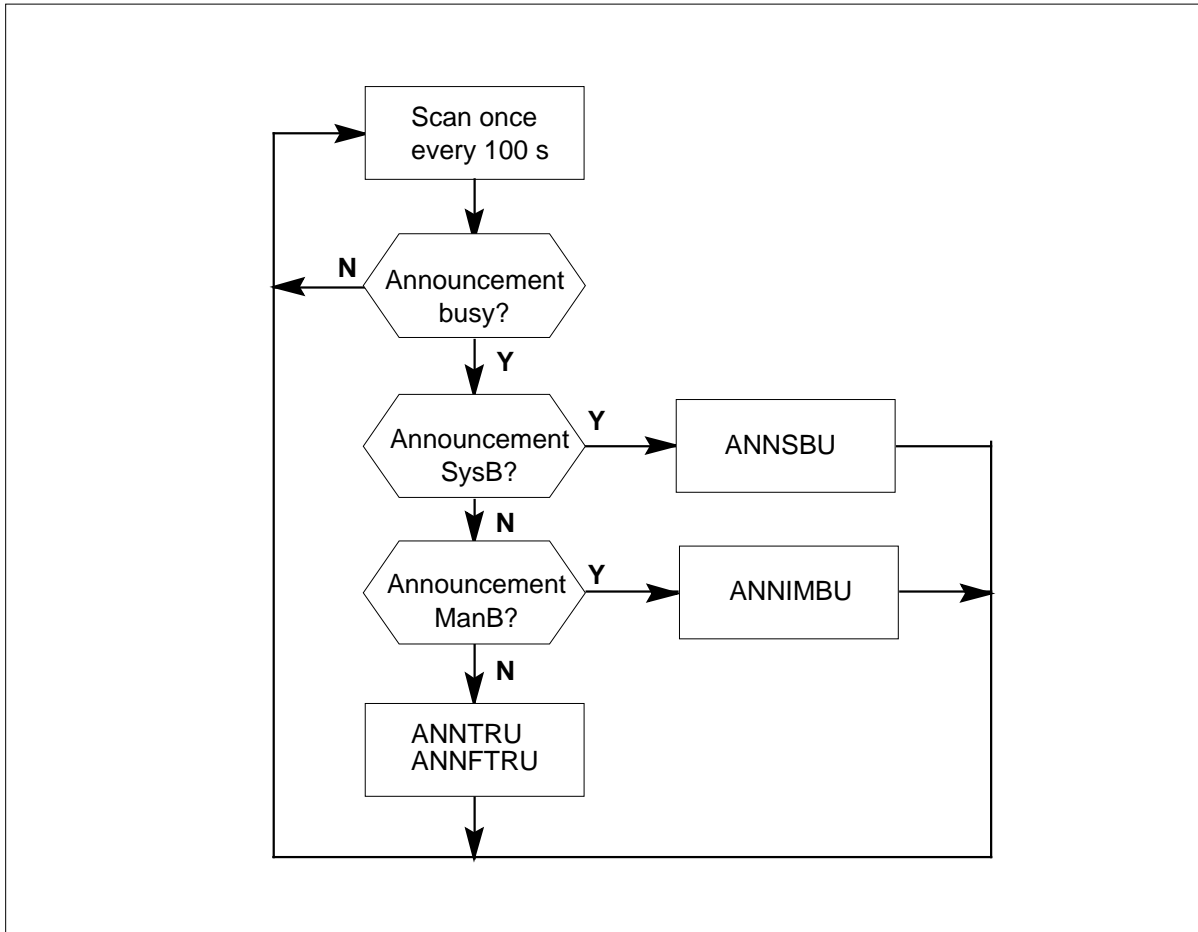 Scan once
every 100 s
N
Announcement
busy?
Y
Announcement
SysB?
Y
ANNSBU
N
Announcement
ManB?
Y
ANNIMBU
N
ANNTRU
ANNFTRU